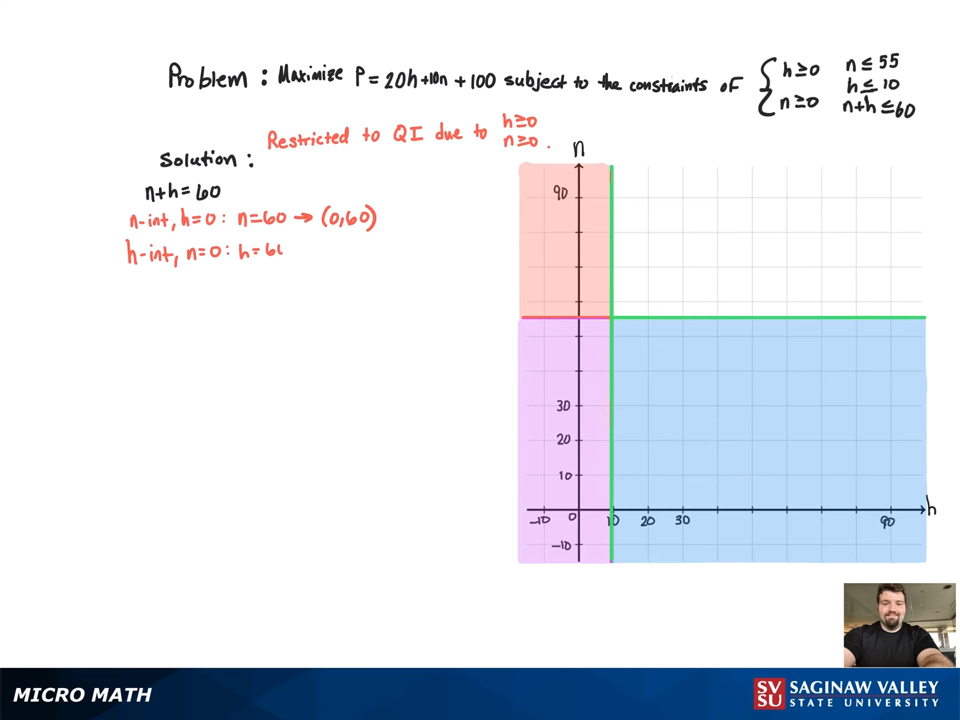 Problem : Maximize P = 20h + 10n + 100 subject to the constraints of { h ≥ 0 n ≤ 55
n ≥ 0 h ≤ 10
n + h ≤ 60
Restricted to QI due to h ≥ 0
n ≥ 0 .
Solution :
n + h = 60
n-int, h = 0 : n = 60 → (0,60)
h-int, n = 0 : h = 60
n
90
30
20
10
-10 0 10 20 30 90 h
-10
MICRO MATH
SV
SU
SAGINAW VALLEY
STATE UNIVERSITY